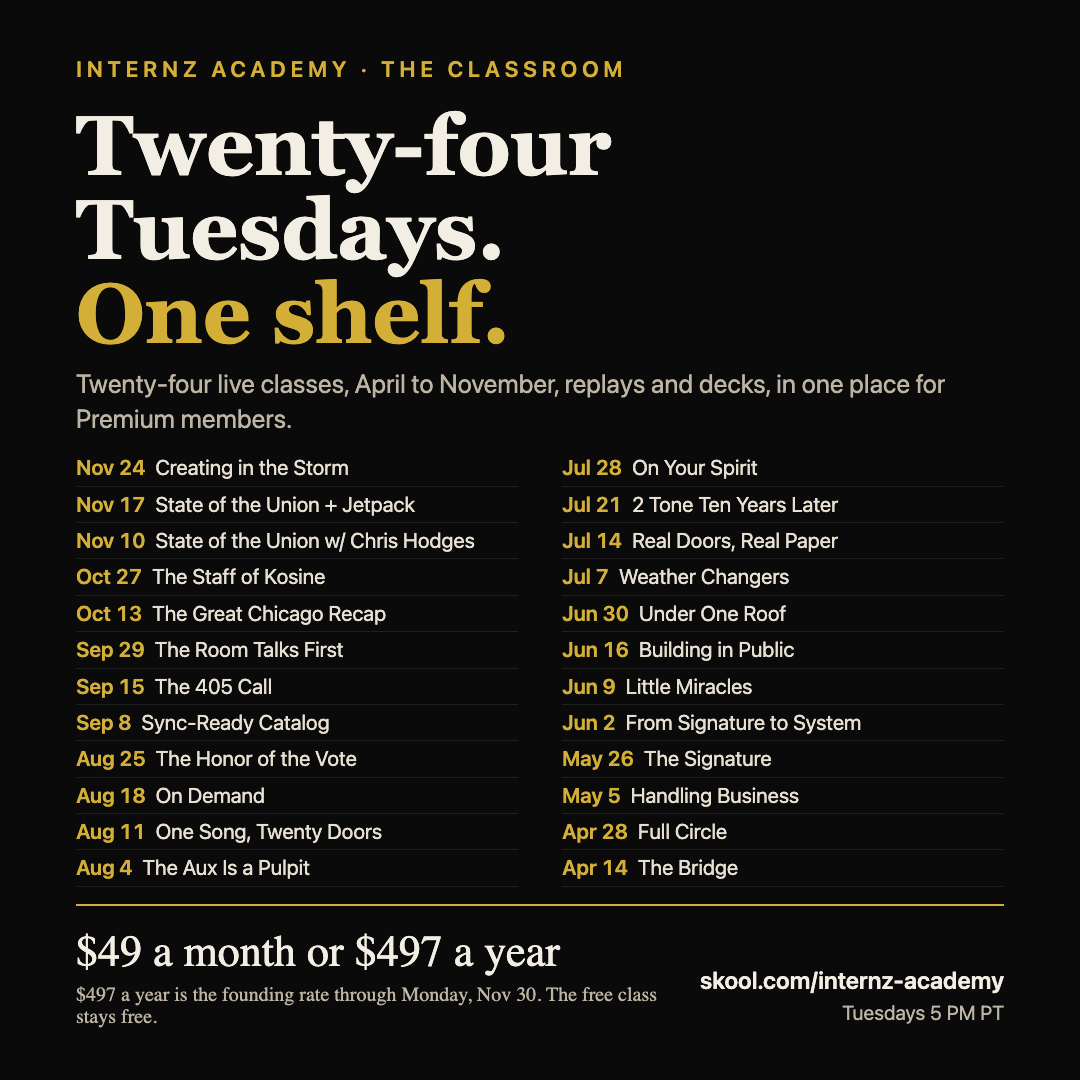 INTERNZ ACADEMY · THE CLASSROOM
Twenty-four
Tuesdays.
One shelf.
Twenty-four live classes, April to November, replays and decks, in one place for
Premium members.
Nov 24 Creating in the Storm
Nov 17 State of the Union + Jetpack
Nov 10 State of the Union w/ Chris Hodges
Oct 27 The Staff of Kosine
Oct 13 The Great Chicago Recap
Sep 29 The Room Talks First
Sep 15 The 405 Call
Sep 8 Sync-Ready Catalog
Aug 25 The Honor of the Vote
Aug 18 On Demand
Aug 11 One Song, Twenty Doors
Aug 4 The Aux Is a Pulpit
Jul 28 On Your Spirit
Jul 21 2 Tone Ten Years Later
Jul 14 Real Doors, Real Paper
Jul 7 Weather Changers
Jun 30 Under One Roof
Jun 16 Building in Public
Jun 9 Little Miracles
Jun 2 From Signature to System
May 26 The Signature
May 5 Handling Business
Apr 28 Full Circle
Apr 14 The Bridge
$49 a month or $497 a year
$497 a year is the founding rate through Monday, Nov 30. The free class
stays free.
skool.com/internz-academy
Tuesdays 5 PM PT